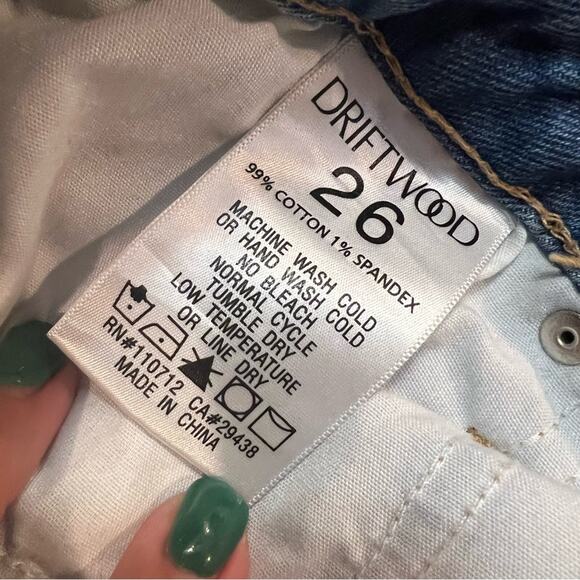 DRIFTWOOD
26
99% COTTON 1% SPANDEX
MACHINE WASH COLD
OR HAND WASH COLD
NO BLEACH
NORMAL CYCLE
TUMBLE DRY
LOW TEMPERATURE
OR LINE DRY
RN#110712 CA#29438
MADE IN CHINA